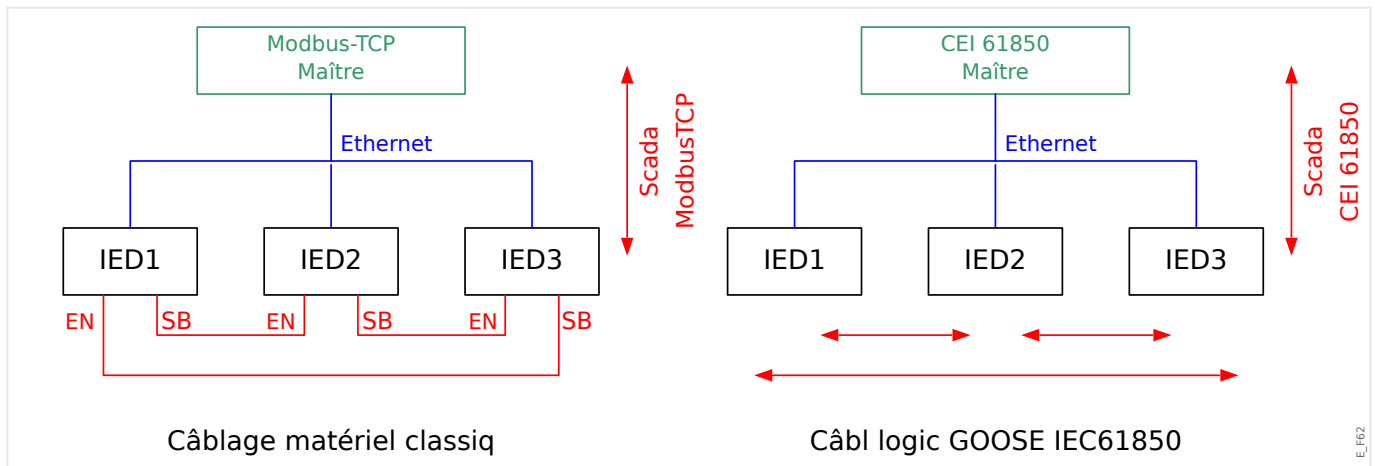 Modbus-TCP
Maître
Ethernet
Scada
ModbusTCP
IED1
IED2
IED3
EN
SB
EN
SB
EN
SB
Câblage matériel classiq
CEI 61850
Maître
Ethernet
Scada
CEI 61850
IED1
IED2
IED3
Câbl logic GOOSE IEC61850
E_F62